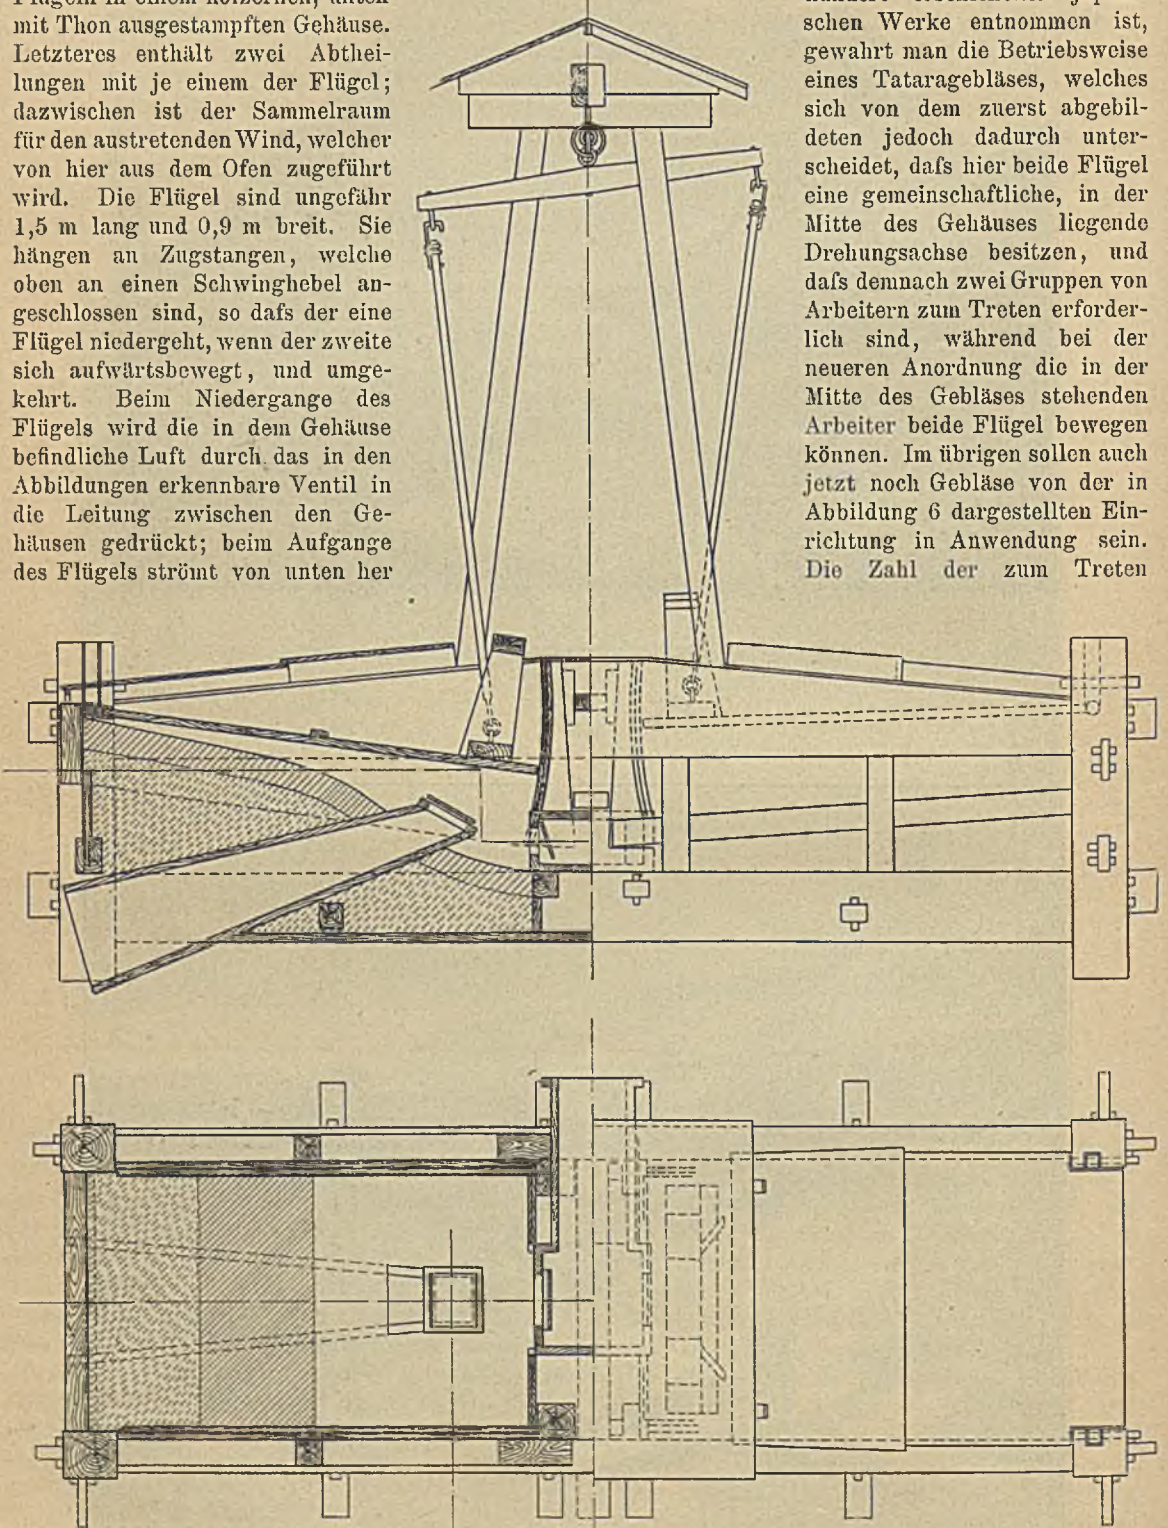 mit Thon ausgestampften Gehäuse.
Letzteres enthält zwei Abthei-
lungen mit je einem der Flügel;
dazwischen ist der Sammelraum
für den austretenden Wind, welcher
von hier aus dem Ofen zugeführt
wird. Die Flügel sind ungefähr
1,5 m lang und 0,9 m breit. Sie
hängen an Zugstangen, welche
oben an einen Schwinghebel an-
geschlossen sind, so dafs der eine
Flügel niedergeht, wenn der zweite
sich aufwärtsbewegt, und umge-
kehrt. Beim Niedergange des
Flügels wird die in dem Gehäuse
befindliche Luft durch das in den
Abbildungen erkennbare Ventil in
die Leitung zwischen den Ge-
häusen gedrückt; beim Aufgange
des Flügels strömt von unten her
schen Werke entnommen ist,
gewahrt man die Betriebsweise
eines Tataragebläses, welches
sich von dem zuerst abgebil-
deten jedoch dadurch unter-
scheidet, dafs hier beide Flügel
eine gemeinschaftliche, in der
Mitte des Gehäuses liegende
Drehungsachse besitzen, und
dafs demnach zwei Gruppen von
Arbeitern zum Treten erforder-
lich sind, während bei der
neueren Anordnung die in der
Mitte des Gebläses stehenden
Arbeiter beide Flügel bewegen
können. Im übrigen sollen auch
jetzt noch Gebläse von der in
Abbildung 6 dargestellten Ein-
richtung in Anwendung sein.
Die Zahl der zum Treten